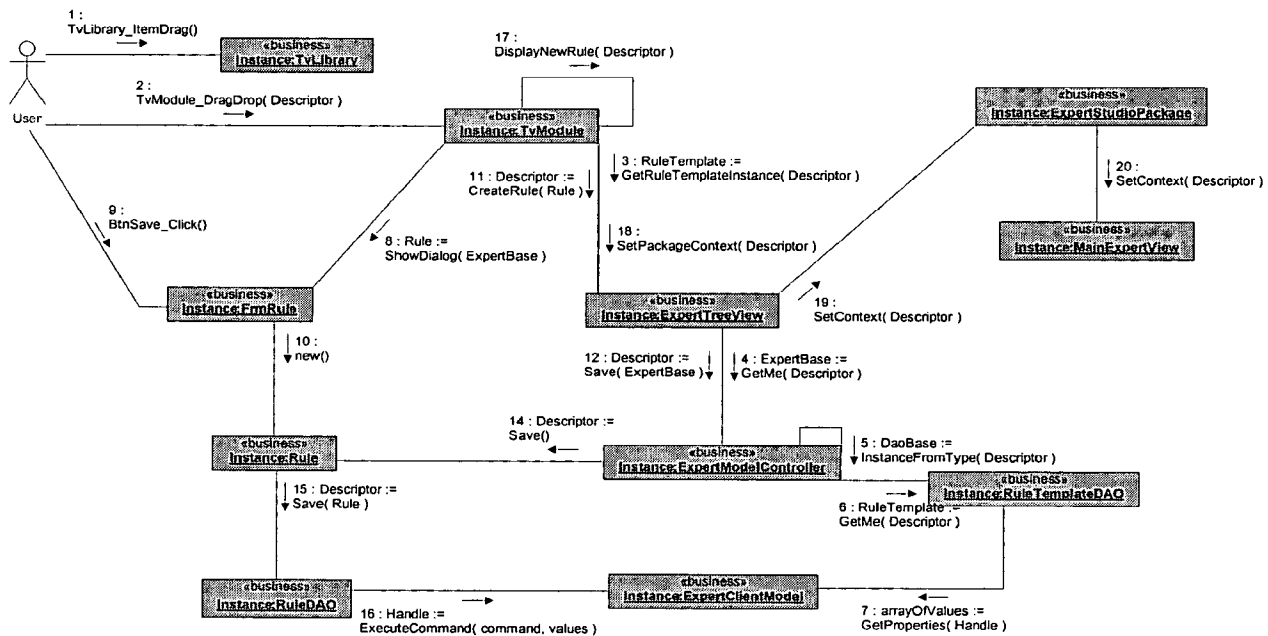 1 :
TvLibrary_ItemDrag()
«business»
Instance:TvLibrary
2 :
TvModule_DragDrop( Descriptor )
User
17 :
DisplayNewRule( Descriptor )
«business»
Instance:TvModule
«business»
Instance:ExpertStudioPackage
11 : Descriptor :=
CreateRule( Rule )
3 : RuleTemplate :=
GetRuleTemplateInstance( Descriptor )
20 :
SetContext( Descriptor )
9 :
BtnSave_Click()
8 : Rule :=
ShowDialog( ExpertBase )
18 :
SetPackageContext( Descriptor )
«business»
Instance:MainExpertView
«business»
Instance:FrmRule
«business»
Instance:ExpertTreeView
19 :
SetContext( Descriptor )
10 :
new()
12 : Descriptor :=
Save( ExpertBase )
4 : ExpertBase :=
GetMe( Descriptor )
14 : Descriptor :=
Save()
«business»
Instance:Rule
«business»
Instance:ExpertModelController
5 : DaoBase :=
InstanceFromType( Descriptor )
«business»
Instance:RuleTemplateDAO
15 : Descriptor :=
Save( Rule )
6 : RuleTemplate :=
GetMe( Descriptor )
«business»
Instance:RuleDAO
«business»
Instance:ExpertClientModel
16 : Handle :=
ExecuteCommand( command, values )
7 : arrayOfValues :=
GetProperties( Handle )